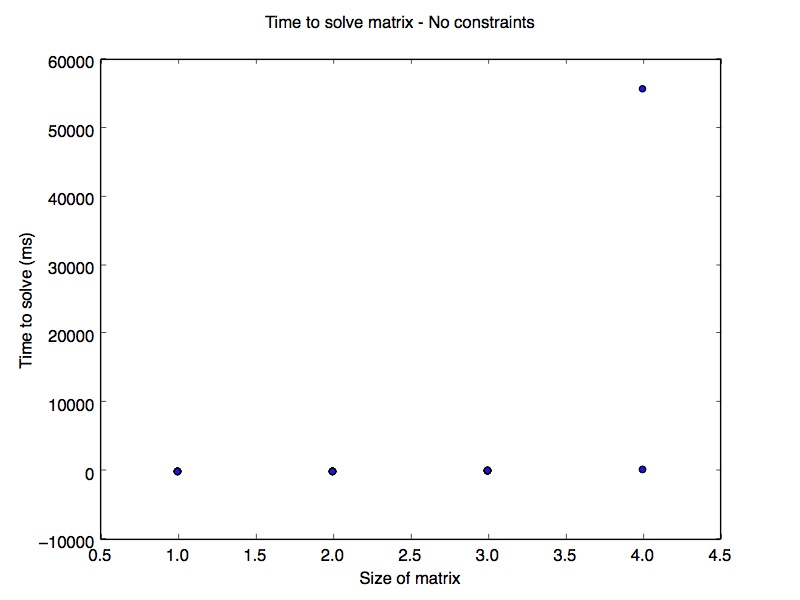 Time to solve matrix - No constraints
60000
50000
40000
30000
20000
10000
0
−10000
Time to solve (ms)
0.5 1.0 1.5 2.0 2.5 3.0 3.5 4.0 4.5
Size of matrix